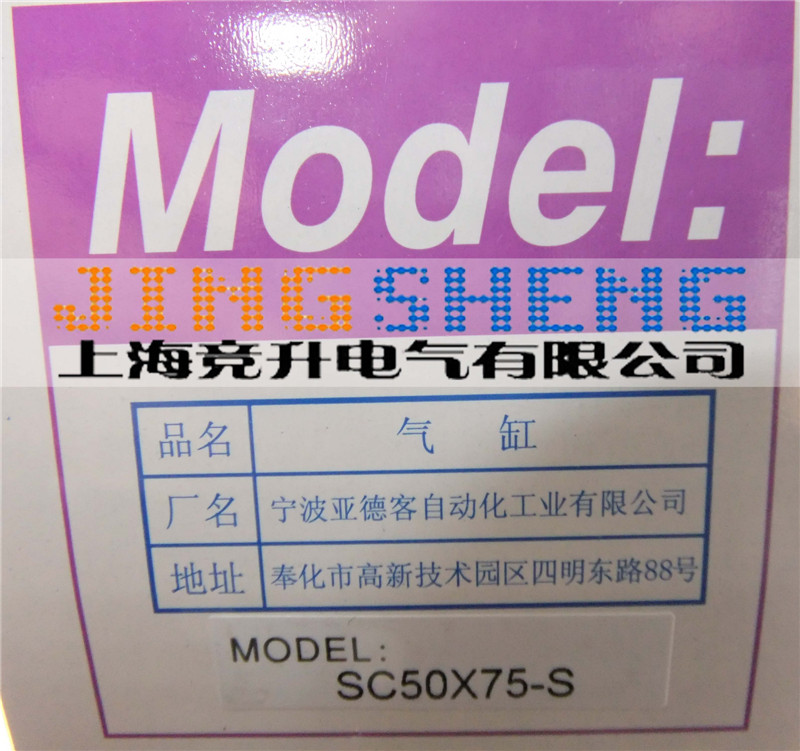 Model:
JING SHENG
上海竞升电气有限公司
品名 气 缸
厂名 宁波亚德客自动化工业有限公司
地址 奉化市高新技术园区四明东路88号
MODEL:
SC50X75-S